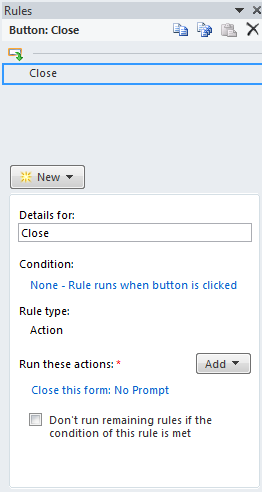 Rules
Button: Close
Close
New
Details for:
Close
Condition:
None - Rule runs when button is clicked
Rule type:
Action
Run these actions: *
Add
Close this form: No Prompt
Don't run remaining rules if the
condition of this rule is met